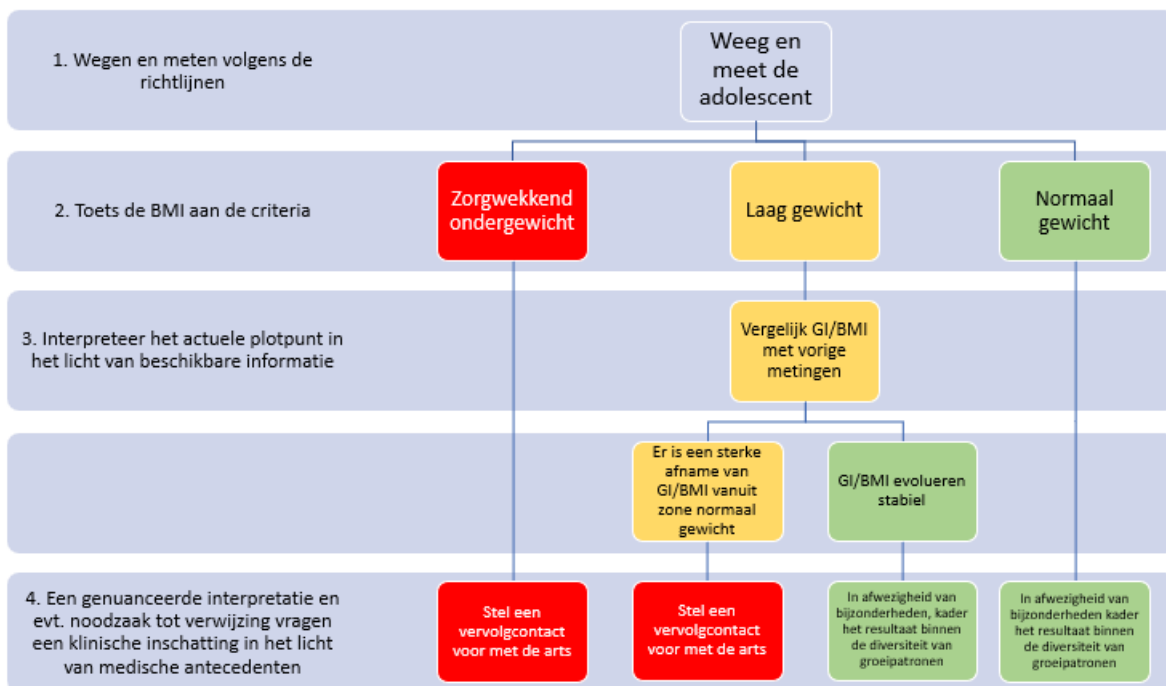 1. Wegen en meten volgens de
richtlijnen
Weeg en
meet de
adolescent
2. Toets de BMI aan de criteria
Zorgwekkend
ondergewicht
Laag gewicht
Normaal
gewicht
3. Interpreteer het actuele plotpunt in
het licht van beschikbare informatie
Vergelijk GI/BMI
met vorige
metingen
Er is een sterke
afname van
GI/BMI vanuit
zone normaal
gewicht
GI/BMI evolueren
stabiel
4. Een genuanceerde interpretatie en
evt. noodzaak tot verwijzing vragen
een klinische inschatting in het licht
van medische antecedenten
Stel een
vervolgcontact
voor met de arts
Stel een
vervolgcontact
voor met de arts
In afwezigheid van
bijzonderheden, kader
het resultaat binnen
de diversiteit van
groeipatronen
In afwezigheid van
bijzonderheden kader
het resultaat binnen
de diversiteit van
groeipatronen